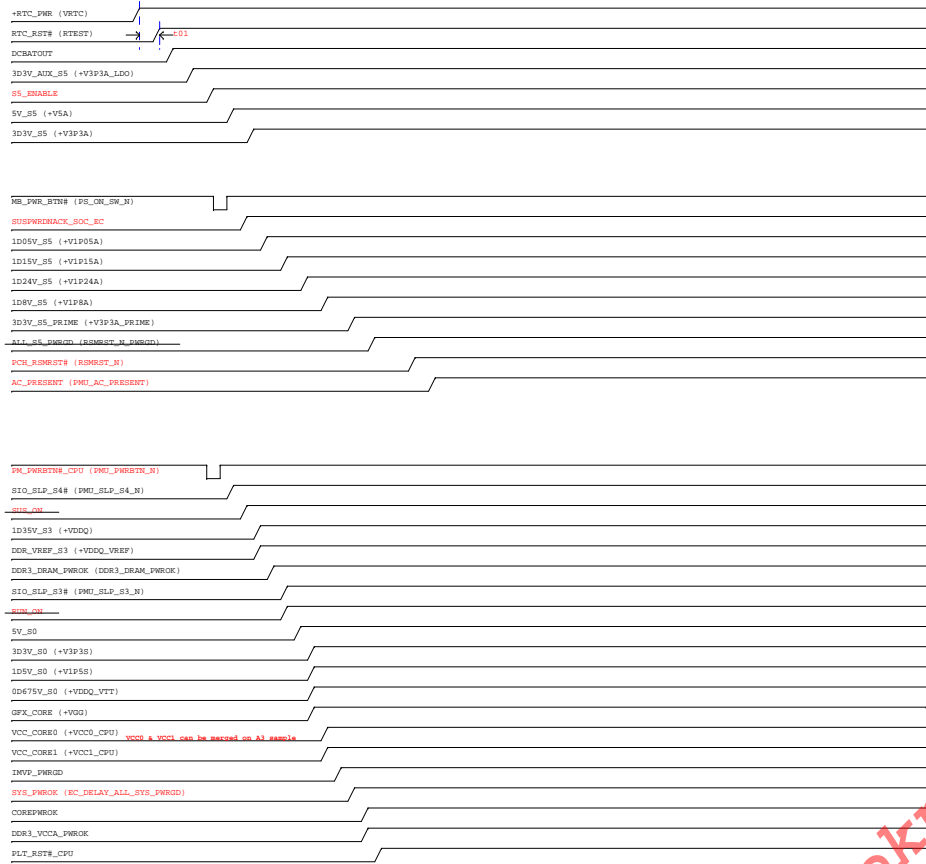 +RTC_PWR (VRTC)
RTC_RST# (RTEST)
t01
DCBATOUT
3D3V_AUX_S5 (+V3P3A_LDO)
S5_ENABLE
5V_S5 (+V5A)
3D3V_S5 (+V3P3A)
MB_PWR_BTN# (PS_ON_SW_N)
SUSPWRDNACK_SOC_EC
1D05V_S5 (+V1P05A)
1D15V_S5 (+V1P15A)
1D24V_S5 (+V1P24A)
1D8V_S5 (+V1P8A)
3D3V_S5_PRIME (+V3P3A_PRIME)
ALL_S5_PWRGD (RSMRST_N_PWRGD)
PCH_RSMRST# (RSMRST_N)
AC_PRESENT (PMU_AC_PRESENT)
PM_PWRBTN#_CPU (PMU_PWRBTN_N)
SIO_SLP_S4# (PMU_SLP_S4_N)
SUS_ON
1D35V_S3 (+VDDQ)
DDR_VREF_S3 (+VDDQ_VREF)
DDR3_DRAM_PWROK (DDR3_DRAM_PWROK)
SIO_SLP_S3# (PMU_SLP_S3_N)
RUN_ON
5V_S0
3D3V_S0 (+V3P3S)
1D5V_S0 (+V1P5S)
0D675V_S0 (+VDDQ_VTT)
GFX_CORE (+VGG)
VCC_CORE0 (+VCC0_CPU) VCC0 & VCC1 can be merged on A3 sample
VCC_CORE1 (+VCC1_CPU)
IMVP_PWRGD
SYS_PWROK (EC_DELAY_ALL_SYS_PWRGD)
COREPWROK
DDR3_VCCA_PWROK
PLT_RST#_CPU